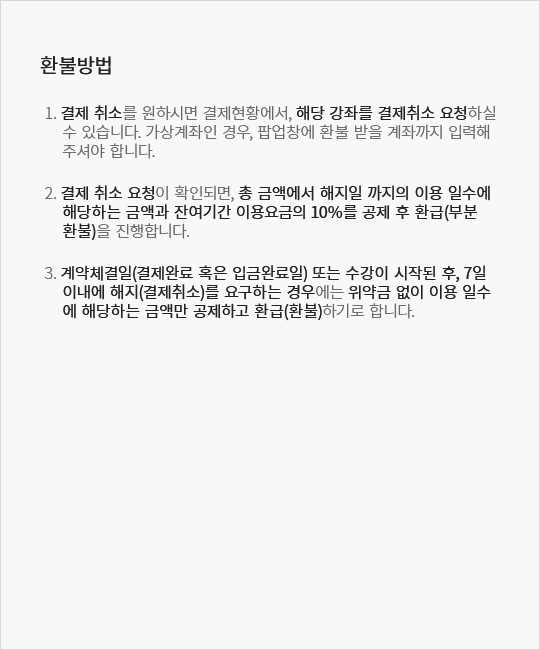 환불방법
1. 결제 취소를 원하시면 결제현황에서, 해당 강좌를 결제취소 요청하실
수 있습니다. 가상계좌인 경우, 팝업창에 환불 받을 계좌까지 입력해
주셔야 합니다.
2. 결제 취소 요청이 확인되면, 총 금액에서 해지일 까지의 이용 일수에
해당하는 금액과 잔여기간 이용요금의 10%를 공제 후 환급(부분
환불)을 진행합니다.
3. 계약체결일(결제완료 혹은 입금완료일) 또는 수강이 시작된 후, 7일
이내에 해지(결제취소)를 요구하는 경우에는 위약금 없이 이용 일수
에 해당하는 금액만 공제하고 환급(환불)하기로 합니다.